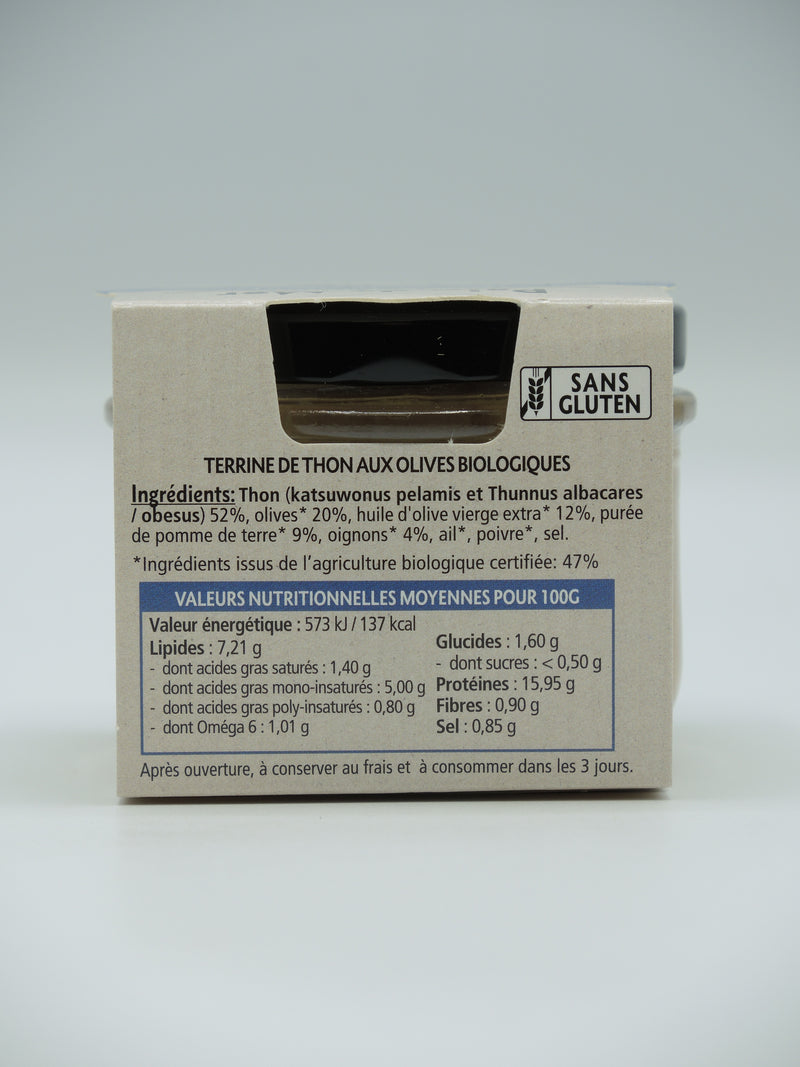 SANS
GLUTEN
TERRINE DE THON AUX OLIVES BIOLOGIQUES
Ingrédients: Thon (katsuwonus pelamis et Thunnus albacares
/ obesus) 52%, olives* 20%, huile d'olive vierge extra* 12%, purée
de pomme de terre* 9%, oignons* 4%, ail*, poivre*, sel.
*Ingrédients issus de l'agriculture biologique certifiée: 47%
VALEURS NUTRITIONNELLES MOYENNES POUR 100G
Valeur énergétique : 573 kJ / 137 kcal
Lipides : 7,21 g
- dont acides gras saturés : 1,40 g
- dont acides gras mono-insaturés : 5,00 g
- dont acides gras poly-insaturés : 0,80 g
- dont Oméga 6 : 1,01 g
Glucides : 1,60 g
- dont sucres : < 0,50 g
Protéines : 15,95 g
Fibres : 0,90 g
Sel : 0,85 g
Après ouverture, à conserver au frais et à consommer dans les 3 jours.